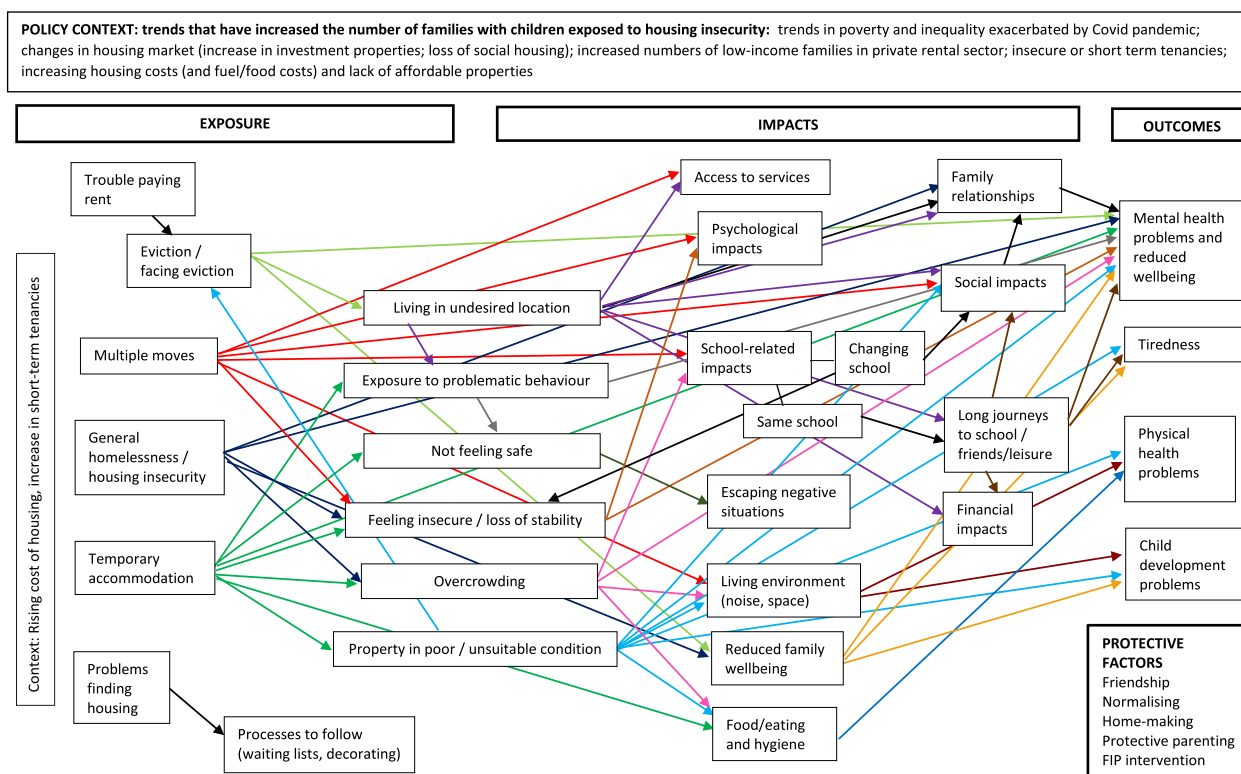 POLICY CONTEXT: trends that have increased the number of families with children exposed to housing insecurity: trends in poverty and inequality exacerbated by Covid pandemic;
changes in housing market (increase in investment properties; loss of social housing); increased numbers of low-income families in private rental sector; insecure or short term tenancies;
increasing housing costs (and fuel/food costs) and lack of affordable properties
EXPOSURE
IMPACTS
OUTCOMES
Context: Rising cost of housing, increase in short-term tenancies
Trouble paying
rent
Eviction /
facing eviction
Multiple moves
General
homelessness /
housing insecurity
Temporary
accommodation
Problems
finding
housing
Processes to follow
(waiting lists, decorating)
Living in undesired location
Exposure to problematic behaviour
Not feeling safe
Feeling insecure / loss of stability
Overcrowding
Property in poor / unsuitable condition
Access to services
Psychological
impacts
School-related
impacts
Changing
school
Same school
Escaping negative
situations
Living environment
(noise, space)
Reduced family
wellbeing
Food/eating
and hygiene
Family
relationships
Social impacts
Long journeys
to school /
friends/leisure
Financial
impacts
Mental health
problems and
reduced
wellbeing
Tiredness
Physical
health
problems
Child
development
problems
PROTECTIVE
FACTORS
Friendship
Normalising
Home-making
Protective parenting
FIP intervention